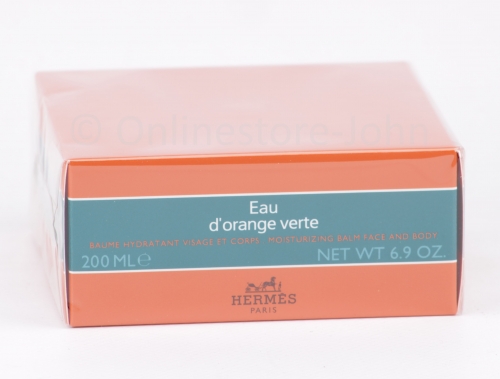 © Onlinestore-John
Eau
d'orange verte
BAUME HYDRATANT VISAGE ET CORPS - MOISTURIZING BALM FACE AND BODY
200 ML℮ NET WT 6.9 OZ.
HERMÈS
PARIS